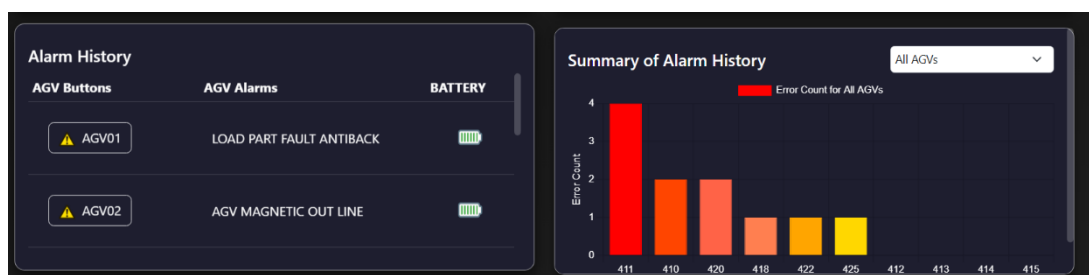 Alarm History
AGV Buttons AGV Alarms BATTERY
AGV01 LOAD PART FAULT ANTIBACK
AGV02 AGV MAGNETIC OUT LINE
Summary of Alarm History
All AGVs
Error Count for All AGVs
Error Count
4
3
2
1
0
411 410 420 418 422 425 412 413 414 415